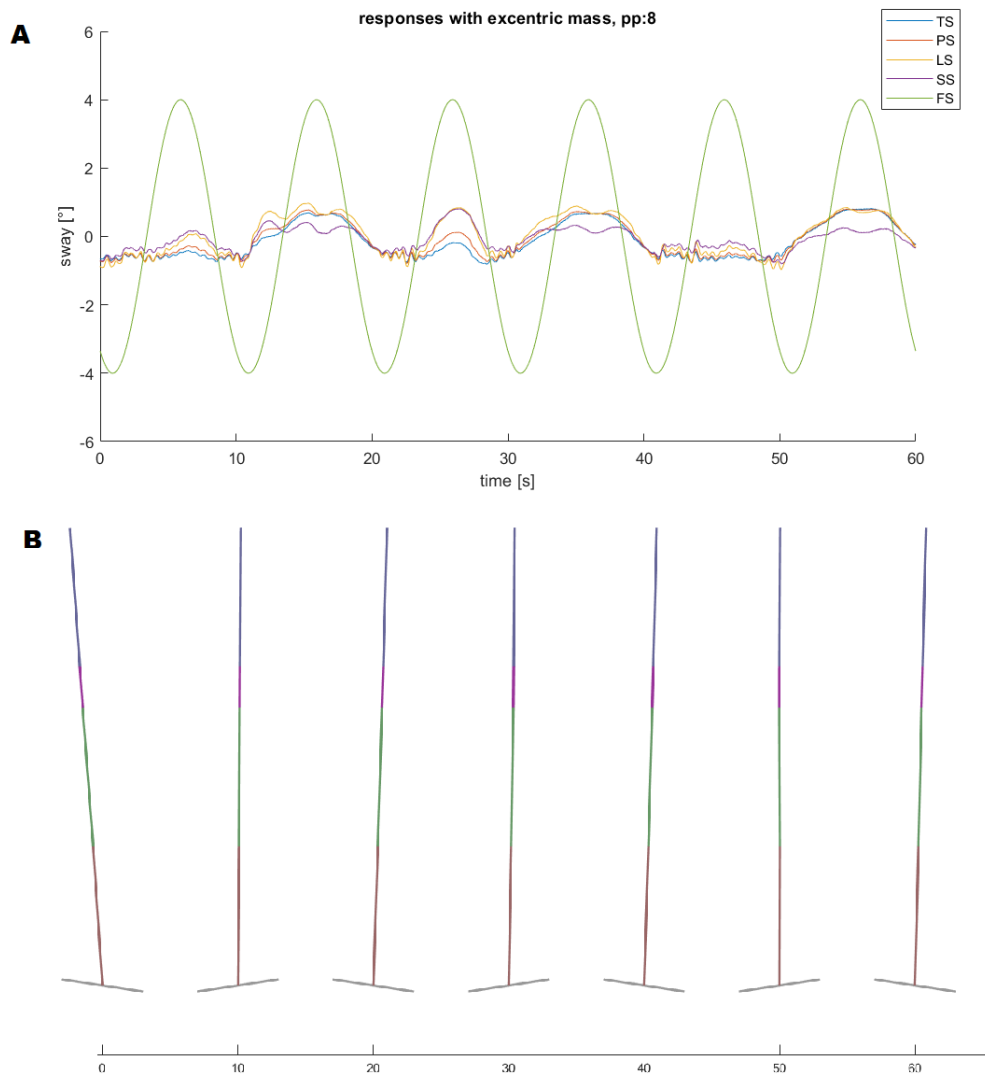 A
responses with excentric mass, pp:8
TS
PS
LS
SS
FS
6
4
2
0
-2
-4
-6
sway [°]
0 10 20 30 40 50 60
time [s]
B
0 10 20 30 40 50 60